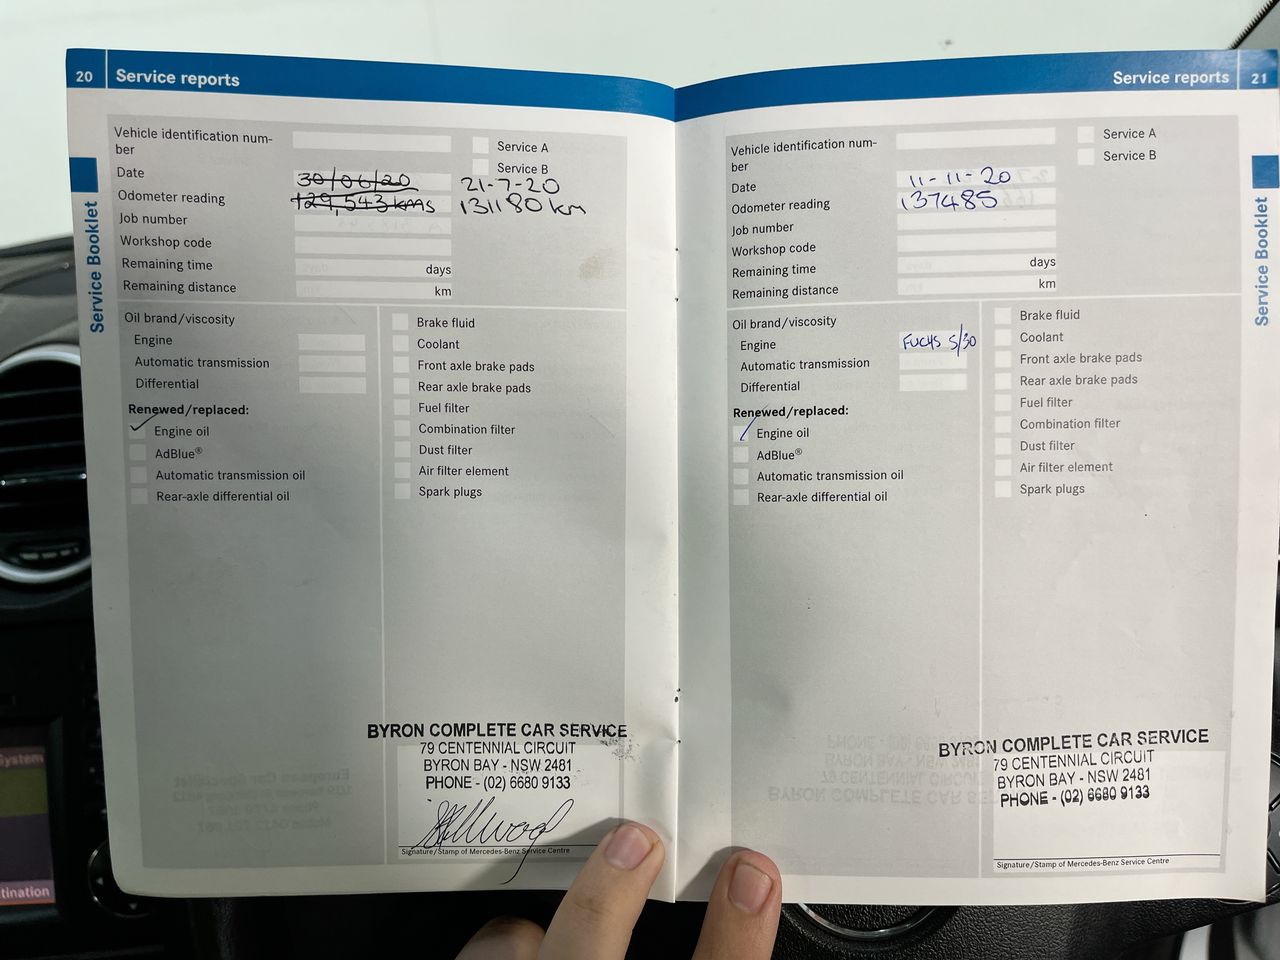 20 Service reports
Vehicle identification num-
ber
Service A
Service B
Date 30/06/20 21-7-20
Odometer reading 129,543 kms 131180 km
Job number
Workshop code
Remaining time days
Remaining distance km
Oil brand/viscosity
Engine
Automatic transmission
Differential
Renewed/replaced:
Engine oil
AdBlue®
Automatic transmission oil
Rear-axle differential oil
Brake fluid
Coolant
Front axle brake pads
Rear axle brake pads
Fuel filter
Combination filter
Dust filter
Air filter element
Spark plugs
BYRON COMPLETE CAR SERVICE
79 CENTENNIAL CIRCUIT
BYRON BAY - NSW 2481
PHONE - (02) 6680 9133
Signature/Stamp of Mercedes-Benz Service Centre
Service Booklet
Service reports 21
Vehicle identification num-
ber
Service A
Service B
Date 11-11-20
Odometer reading 137485
Job number
Workshop code
Remaining time days
Remaining distance km
Oil brand/viscosity
Engine FUCHS 5/30
Automatic transmission
Differential
Renewed/replaced:
Engine oil
AdBlue®
Automatic transmission oil
Rear-axle differential oil
Brake fluid
Coolant
Front axle brake pads
Rear axle brake pads
Fuel filter
Combination filter
Dust filter
Air filter element
Spark plugs
BYRON COMPLETE CAR SERVICE
79 CENTENNIAL CIRCUIT
BYRON BAY - NSW 2481
PHONE - (02) 6680 9133
Signature/Stamp of Mercedes-Benz Service Centre
Service Booklet
System
tination